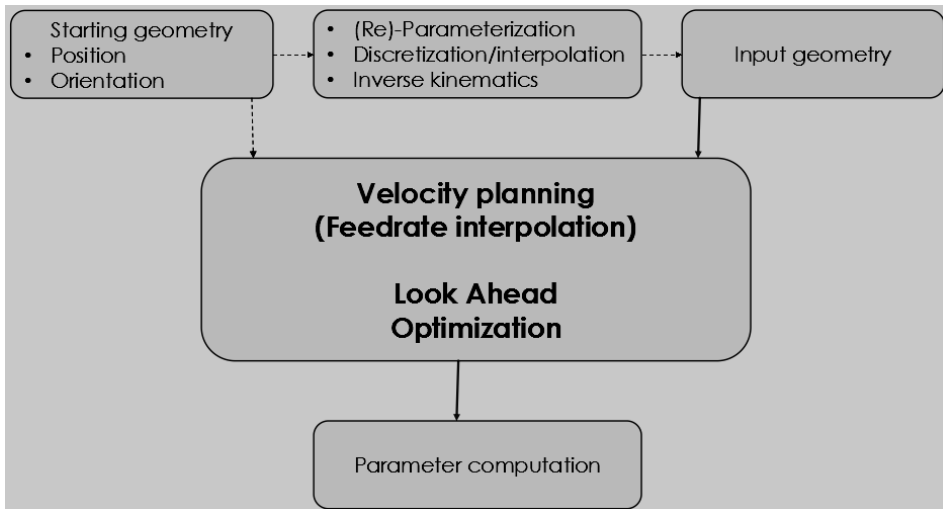 Starting geometry
• Position
• Orientation
• (Re)-Parameterization
• Discretization/interpolation
• Inverse kinematics
Input geometry
Velocity planning
(Feedrate interpolation)
Look Ahead
Optimization
Parameter computation